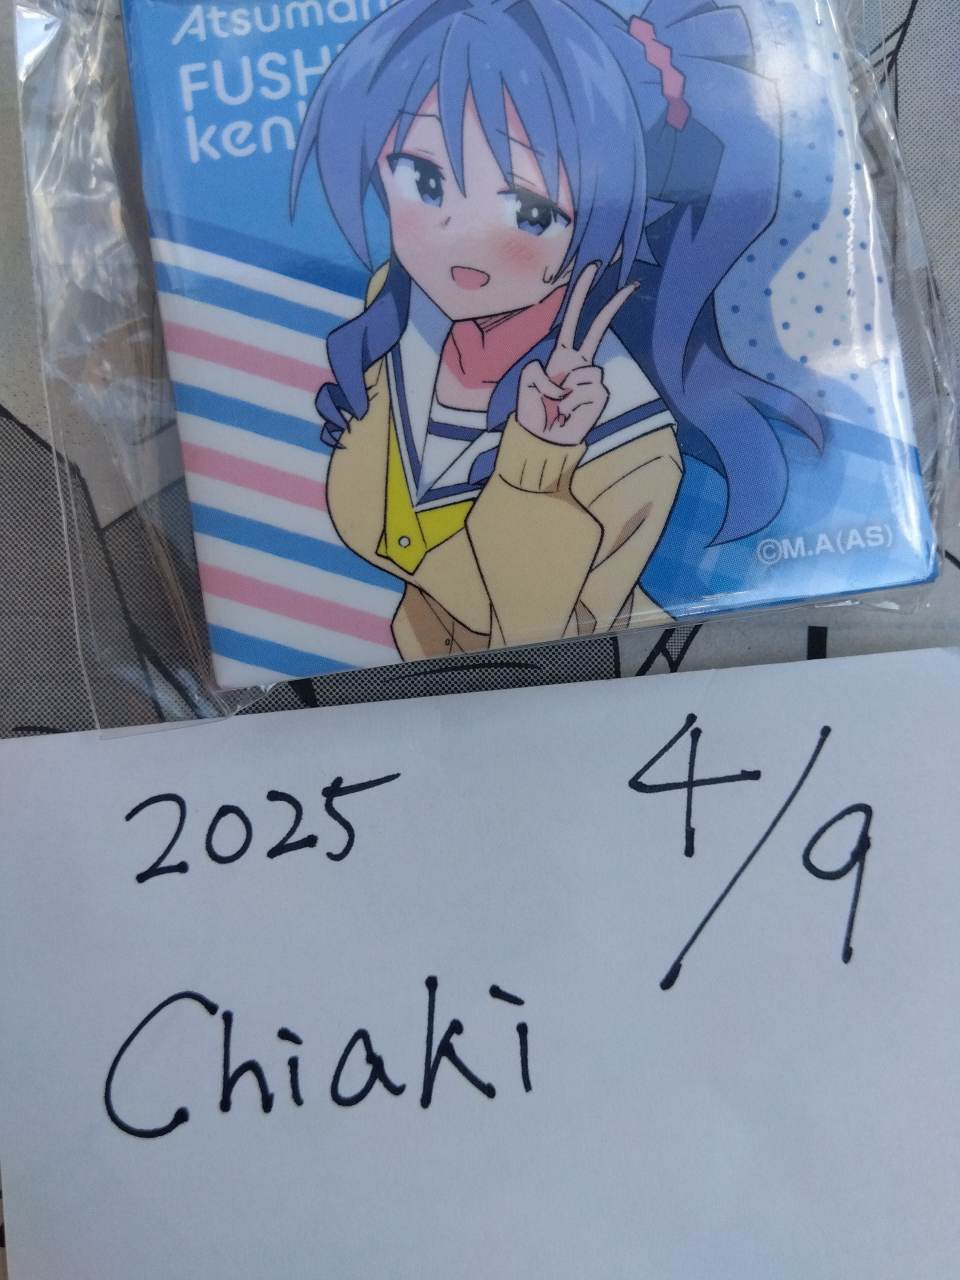 Atsuman
FUSH
ken
©M.A(AS)
2025 4/9
Chiaki